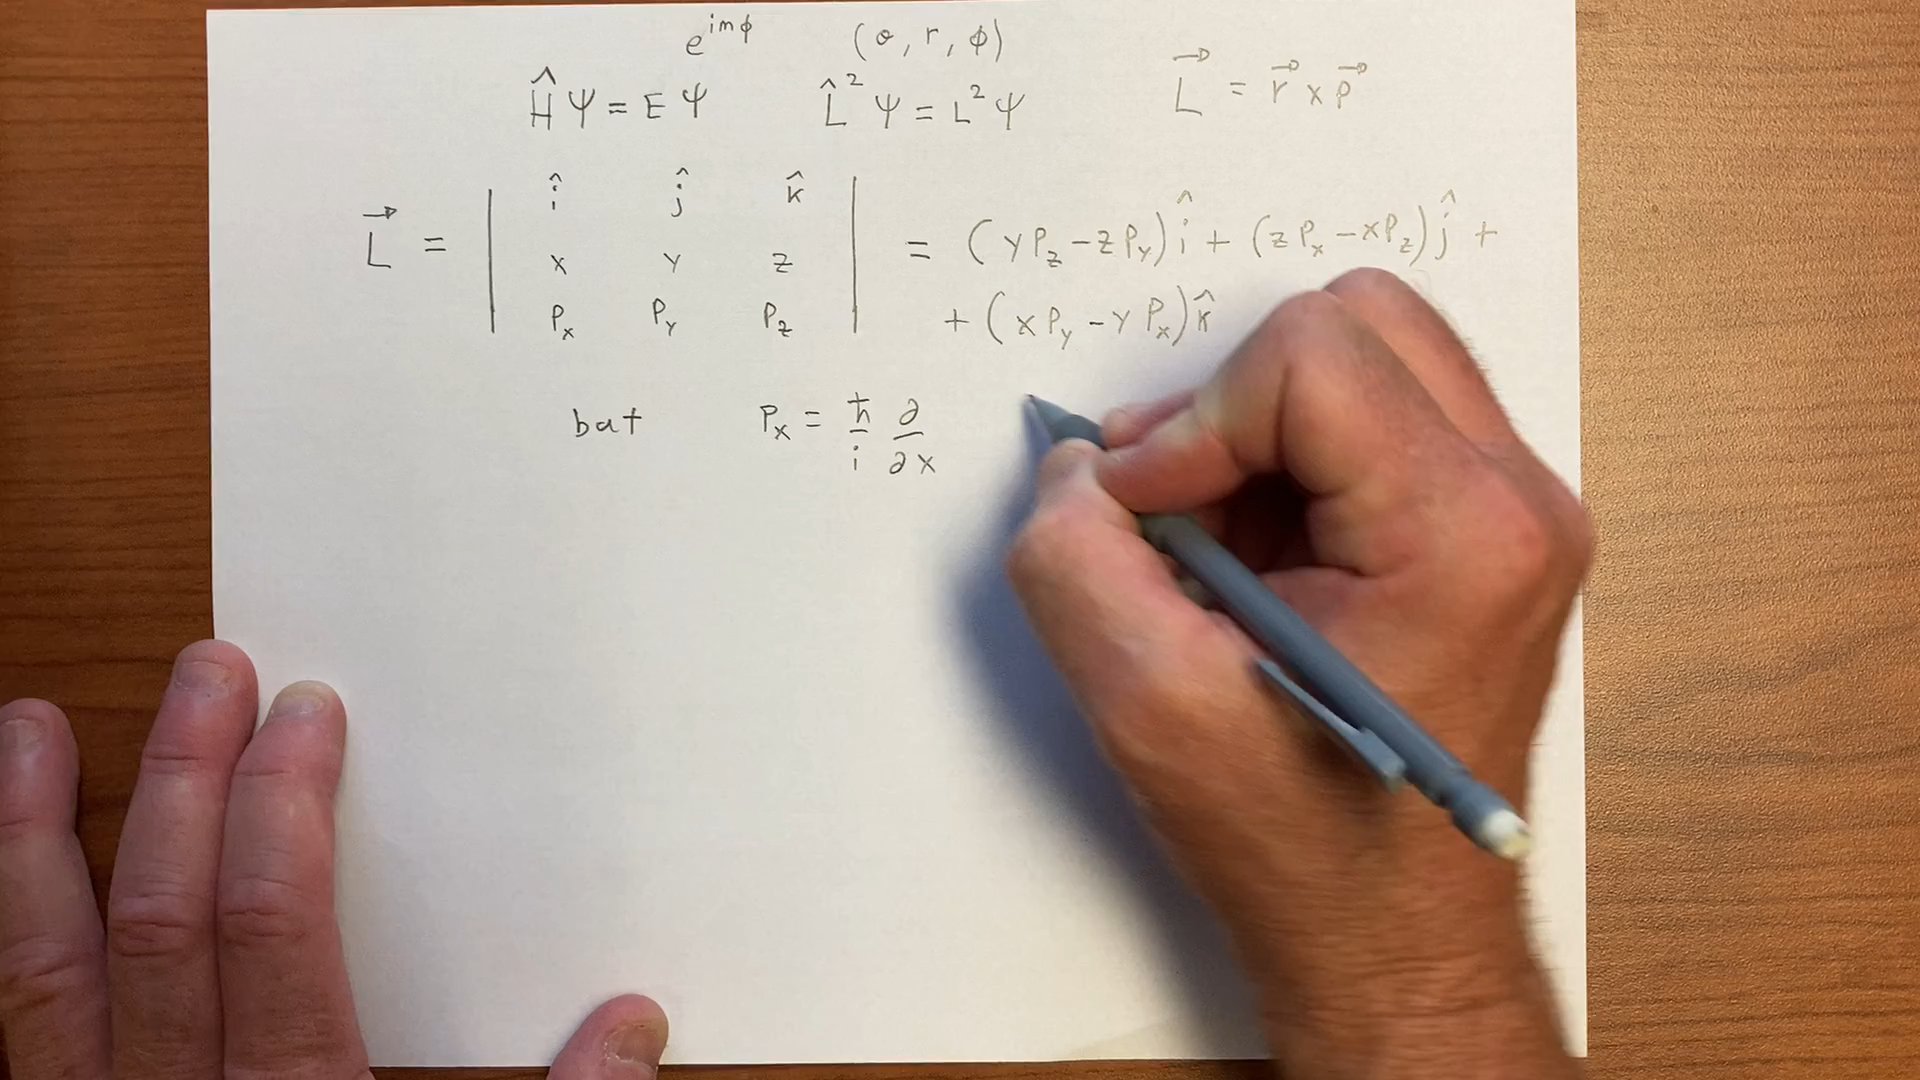 e^{imφ} (θ, r, φ)
Ĥ Ψ = E Ψ L̂² Ψ = L² Ψ L⃗ = r⃗ x p⃗
L⃗ = | î ĵ k̂ |
| x y z | = (y P_z - z P_y) î + (z P_x - x P_z) ĵ +
| P_x P_y P_z | + (x P_y - y P_x) k̂
but P_x = ℏ/i ∂/∂x